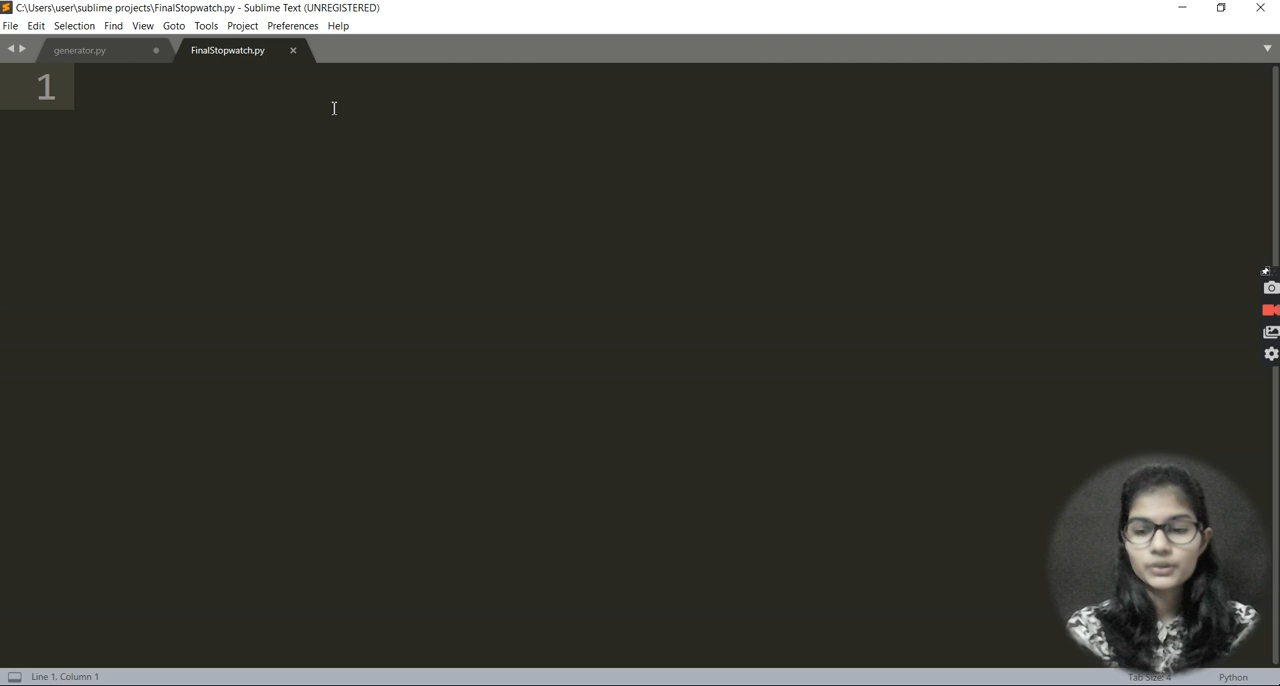 C:\Users\user\sublime projects\FinalStopwatch.py - Sublime Text (UNREGISTERED)
File Edit Selection Find View Goto Tools Project Preferences Help
generator.py FinalStopwatch.py
1
Line 1, Column 1 Tab Size: 4 Python